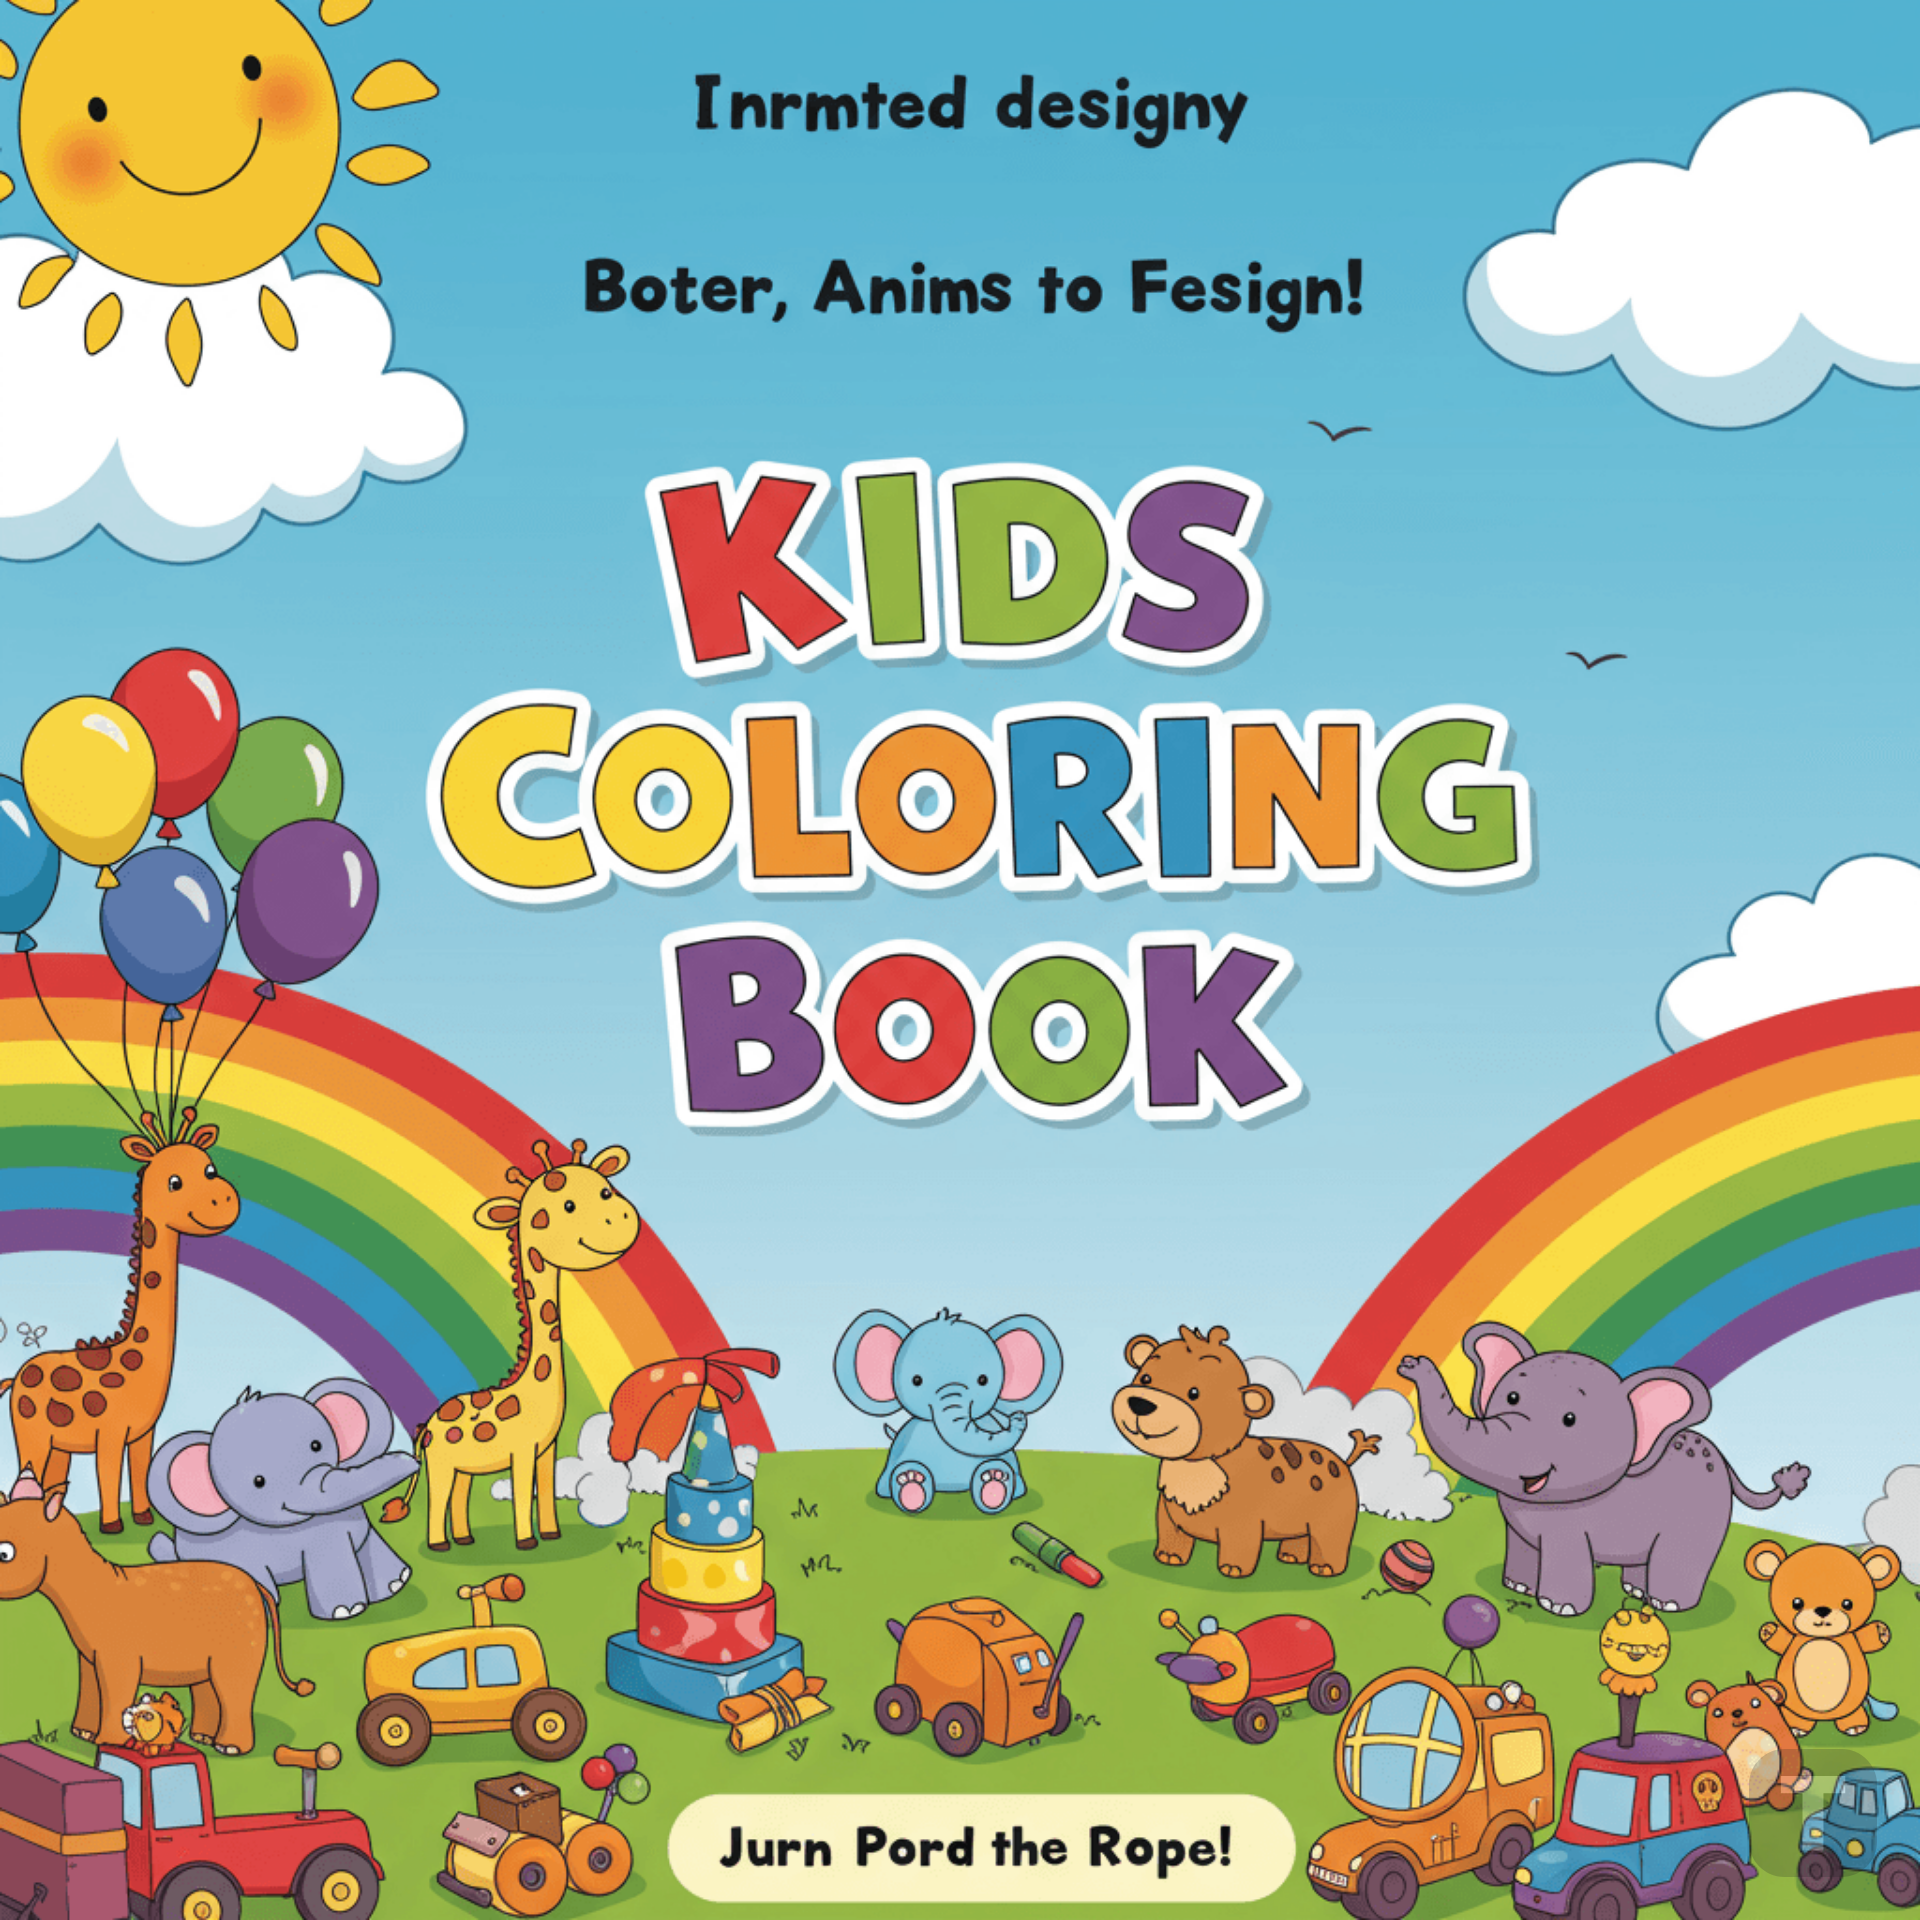 Inrmted designy
Boter, Anims to Fesign!
KIDS
COLORING
BOOK
Jurn Pord the Rope!